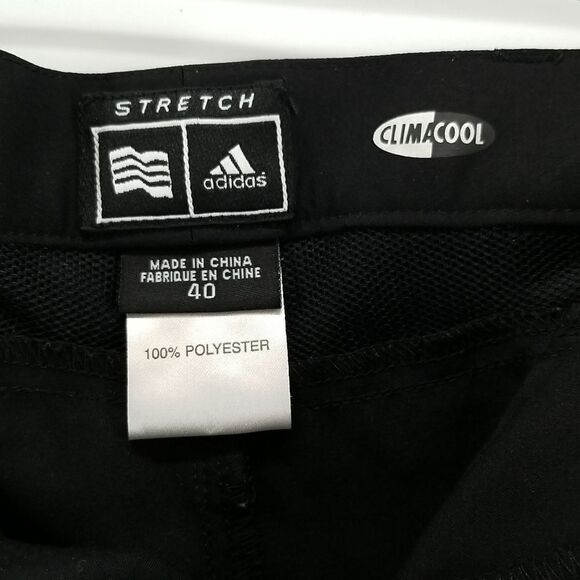 STRETCH
adidas
CLIMACOOL
MADE IN CHINA
FABRIQUE EN CHINE
40
100% POLYESTER